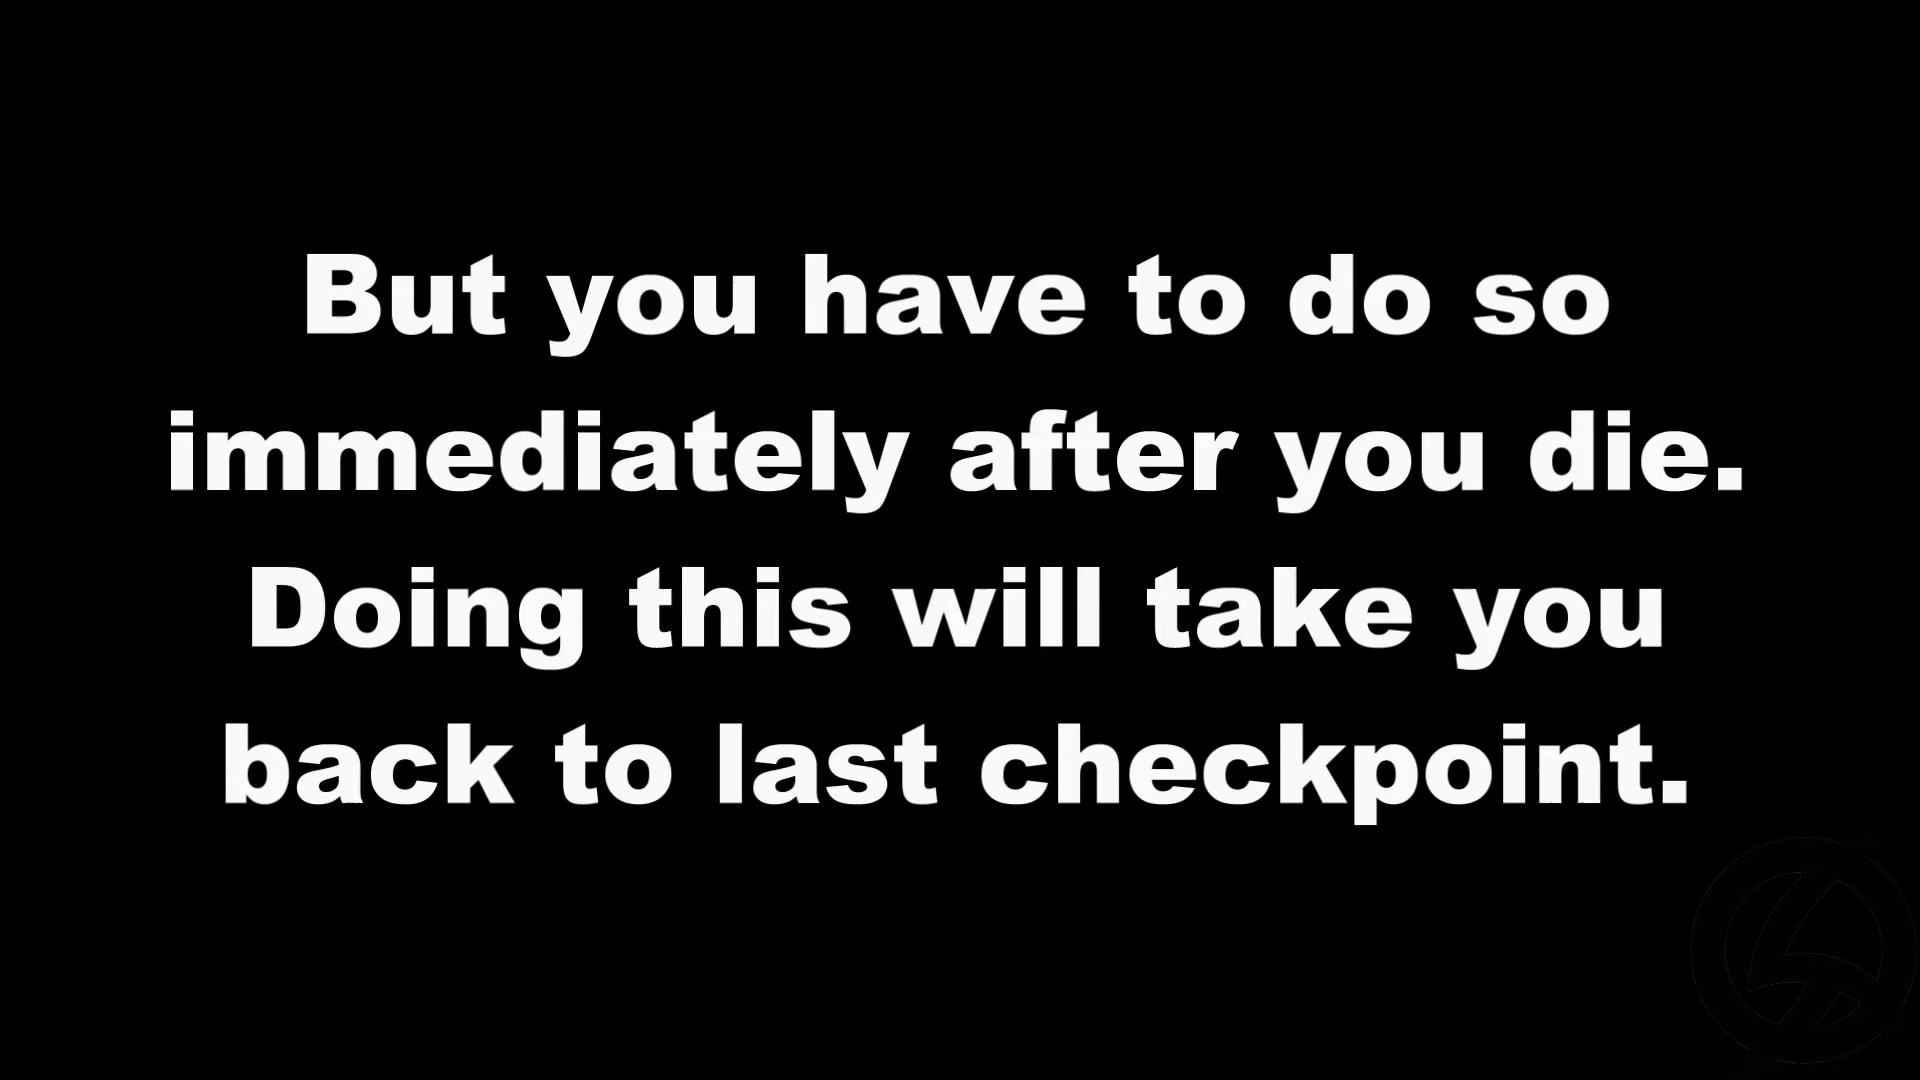 But you have to do so
immediately after you die.
Doing this will take you
back to last checkpoint.